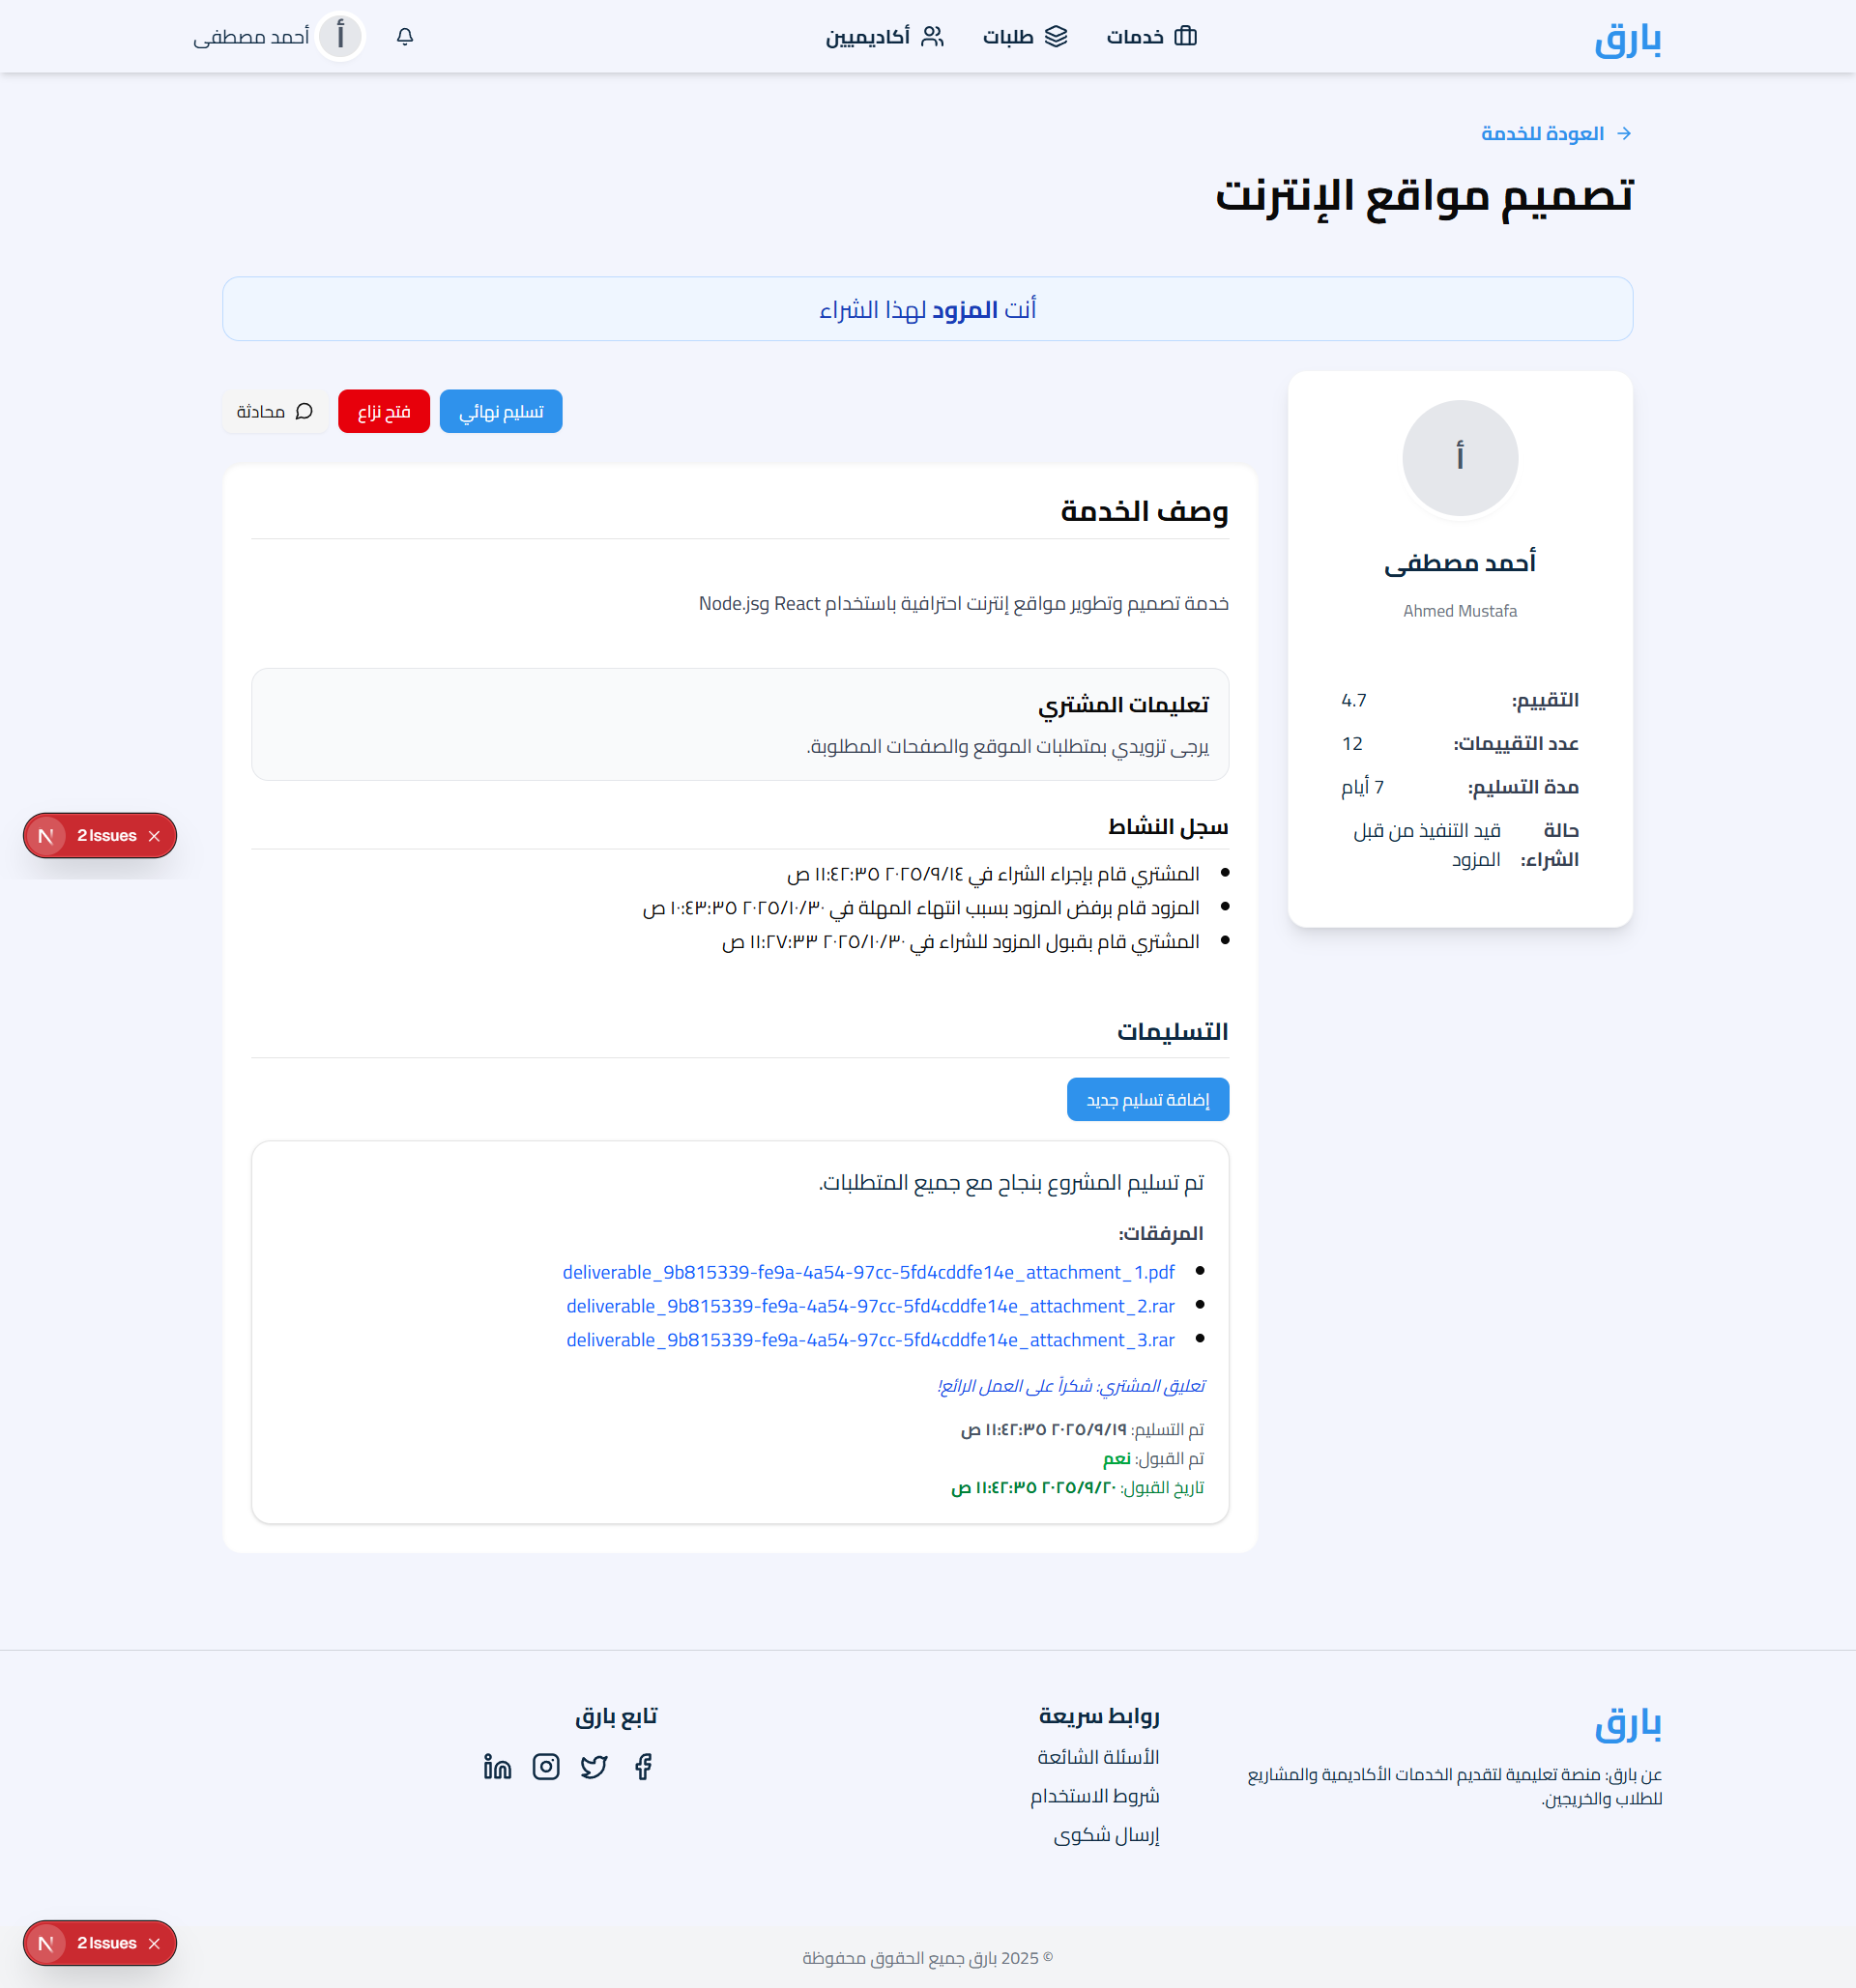 بارق
خدمات
طلبات
أكاديميين
أ
أحمد مصطفى
العودة للخدمة
تصميم مواقع الإنترنت
أنت المزود لهذا الشراء
أ
أحمد مصطفى
Ahmed Mustafa
التقييم: 4.7
عدد التقييمات: 12
مدة التسليم: 7 أيام
حالة الشراء: قيد التنفيذ من قبل المزود
تسليم نهائي
فتح نزاع
محادثة
وصف الخدمة
خدمة تصميم وتطوير مواقع إنترنت احترافية باستخدام React وNode.js
تعليمات المشتري
يرجى تزويدي بمتطلبات الموقع والصفحات المطلوبة.
سجل النشاط
المشتري قام بإجراء الشراء في ٢٠٢٥/٩/١٤ ١١:٤٢:٣٥ ص
المزود قام برفض المزود بسبب انتهاء المهلة في ٢٠٢٥/١٠/٣٠ ١٠:٤٣:٣٥ ص
المشتري قام بقبول المزود للشراء في ٢٠٢٥/١٠/٣٠ ١١:٢٧:٣٣ ص
التسليمات
إضافة تسليم جديد
تم تسليم المشروع بنجاح مع جميع المتطلبات.
المرفقات:
deliverable_9b815339-fe9a-4a54-97cc-5fd4cddfe14e_attachment_1.pdf
deliverable_9b815339-fe9a-4a54-97cc-5fd4cddfe14e_attachment_2.rar
deliverable_9b815339-fe9a-4a54-97cc-5fd4cddfe14e_attachment_3.rar
تعليق المشتري: شكراً على العمل الرائع!
تم التسليم: ٢٠٢٥/٩/١٩ ١١:٤٢:٣٥ ص
تم القبول: نعم
تاريخ القبول: ٢٠٢٥/٩/٢٠ ١١:٤٢:٣٥ ص
N 2 Issues
بارق
عن بارق: منصة تعليمية لتقديم الخدمات الأكاديمية والمشاريع
للطلاب والخريجين.
روابط سريعة
الأسئلة الشائعة
شروط الاستخدام
إرسال شكوى
تابع بارق
N 2 Issues
© 2025 بارق جميع الحقوق محفوظة